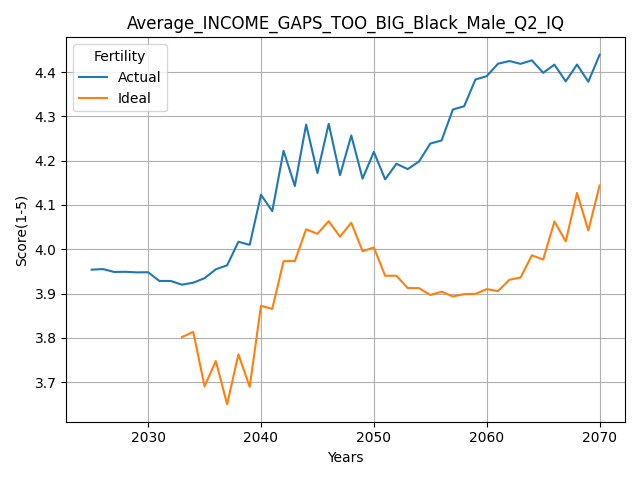 Average_INCOME_GAPS_TOO_BIG_Black_Male_Q2_IQ
Fertility
Actual
Ideal
Score(1-5)
4.4
4.3
4.2
4.1
4.0
3.9
3.8
3.7
2030 2040 2050 2060 2070
Years